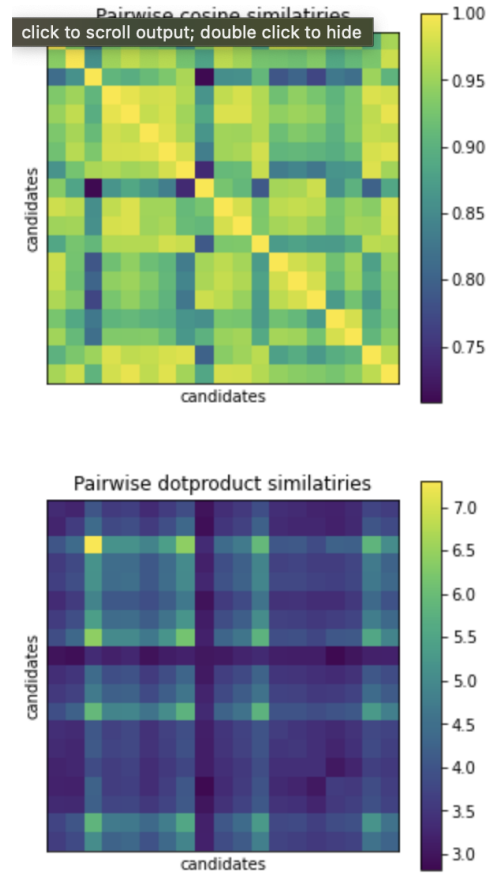 Pairwise cosine similatiries
click to scroll output; double click to hide
1.00
0.95
0.90
0.85
0.80
0.75
candidates
candidates
Pairwise dotproduct similatiries
7.0
6.5
6.0
5.5
5.0
4.5
4.0
3.5
3.0
candidates
candidates